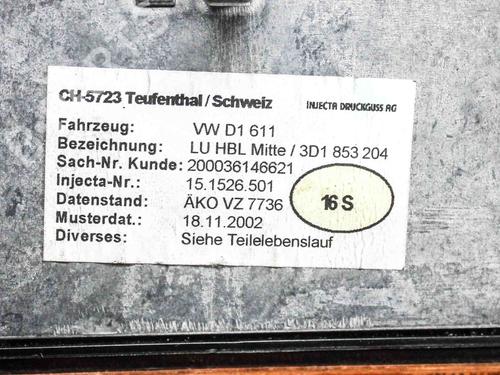 CH-5723 Teufenthal / Schweiz INJECTA DRUCKGUSS AG
Fahrzeug: VW D1 611
Bezeichnung: LU HBL Mitte / 3D1 853 204
Sach-Nr. Kunde: 200036146621
Injecta-Nr.: 15.1526.501
Datenstand: ÄKO VZ 7736
16 S
Musterdat.: 18.11.2002
Diverses: Siehe Teilelebenslauf